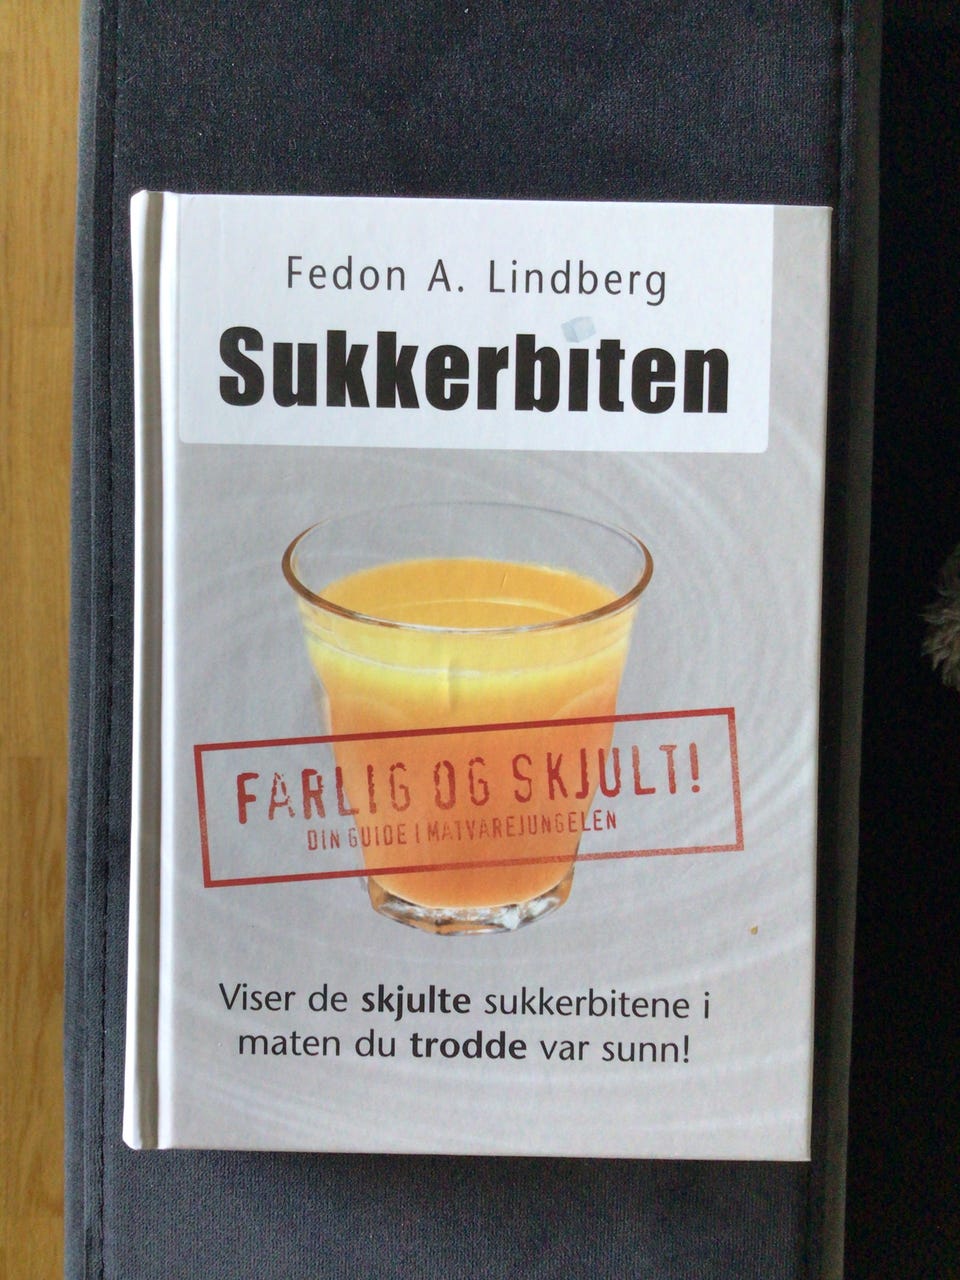 Fedon A. Lindberg
Sukkerbiten
FARLIG OG SKJULT!
DIN GUIDE I MATVAREJUNGELEN
Viser de skjulte sukkerbitene i
maten du trodde var sunn!